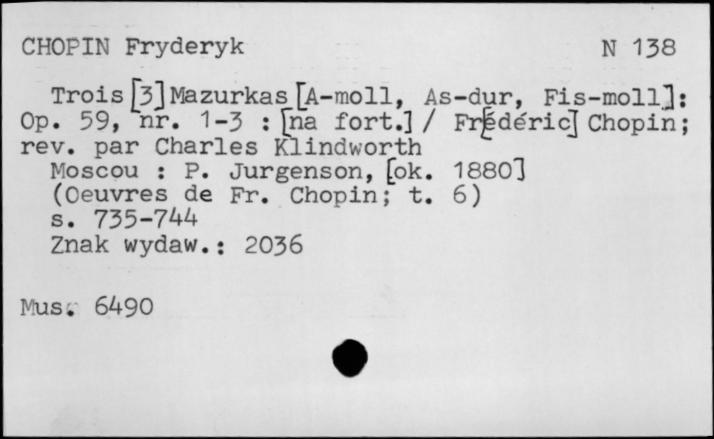 CHOPIN Fryderyk N 138
Trois [3] Mazurkas [A-moll, As-dur, Fis-moll]:
Op. 59, nr. 1-3 : [na fort.] / Fr[édéric] Chopin;
rev. par Charles Klindworth
Moscou : P. Jurgenson, [ok. 1880]
(Oeuvres de Fr. Chopin; t. 6)
s. 735-744
Znak wydaw.: 2036
Mus. 6490